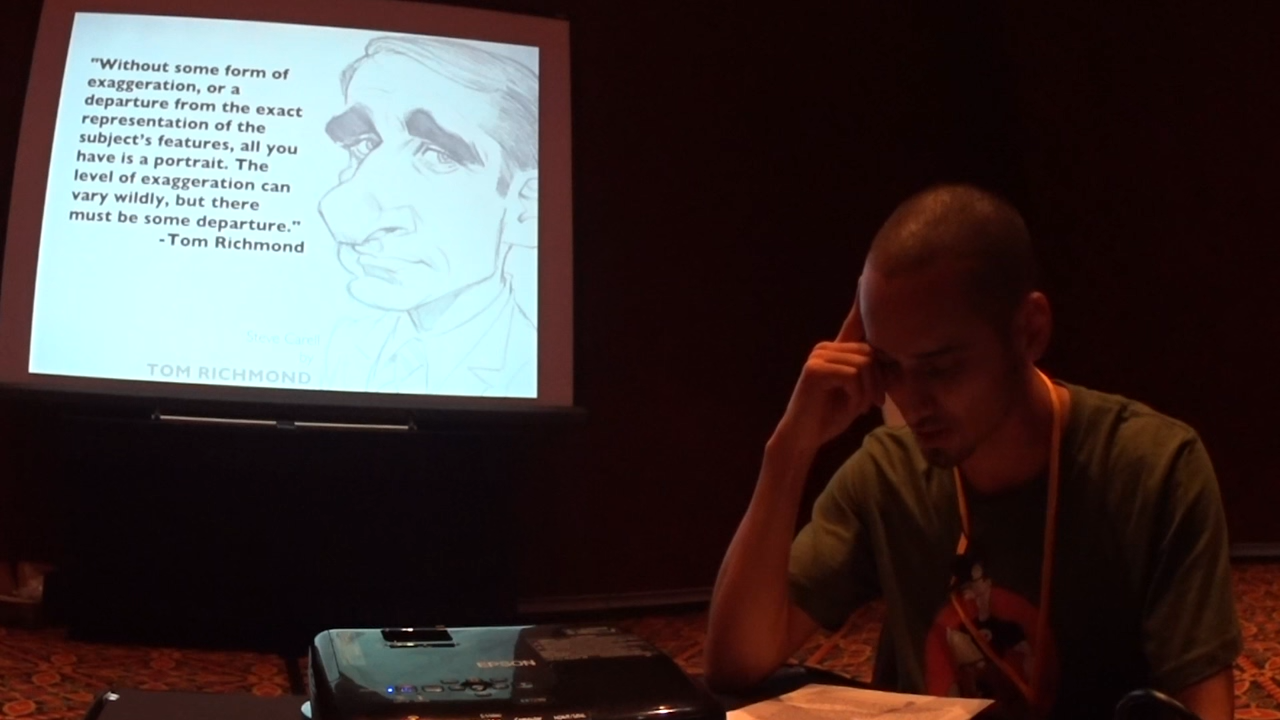 "Without some form of
exaggeration, or a
departure from the exact
representation of the
subject's features, all you
have is a portrait. The
level of exaggeration can
vary wildly, but there
must be some departure."
-Tom Richmond
Steve Carell
by
TOM RICHMOND
EPSON